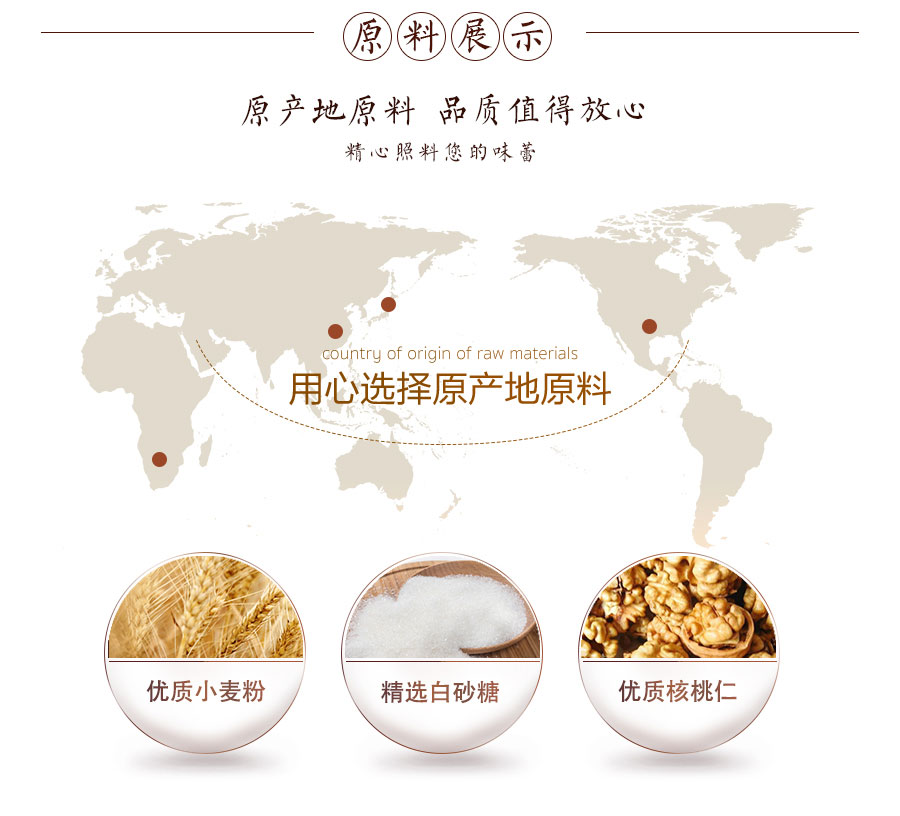 原料展示
原产地原料 品质值得放心
精心照料您的味蕾
country of origin of raw materials
用心选择原产地原料
优质小麦粉
精选白砂糖
优质核桃仁